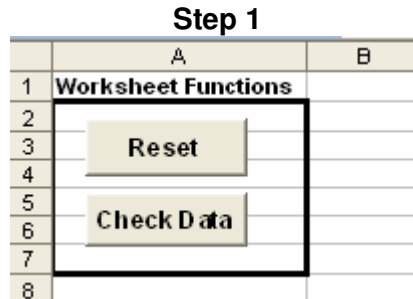 Step 1
A B
1 Worksheet Functions
2
3 Reset
4
5
6 Check Data
7
8